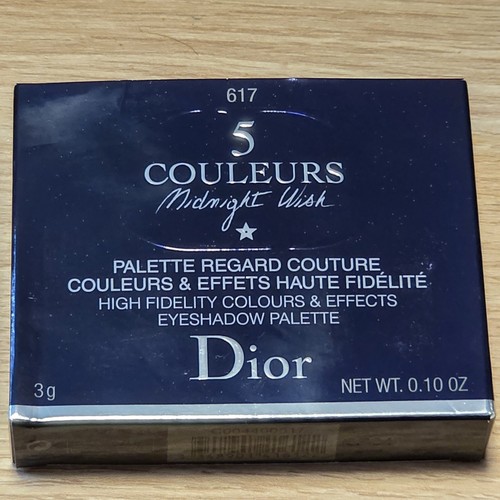 617
5
COULEURS
Midnight Wish
PALETTE REGARD COUTURE
COULEURS & EFFETS HAUTE FIDÉLITÉ
HIGH FIDELITY COLOURS & EFFECTS
EYESHADOW PALETTE
Dior
3g
NET WT. 0.10 OZ